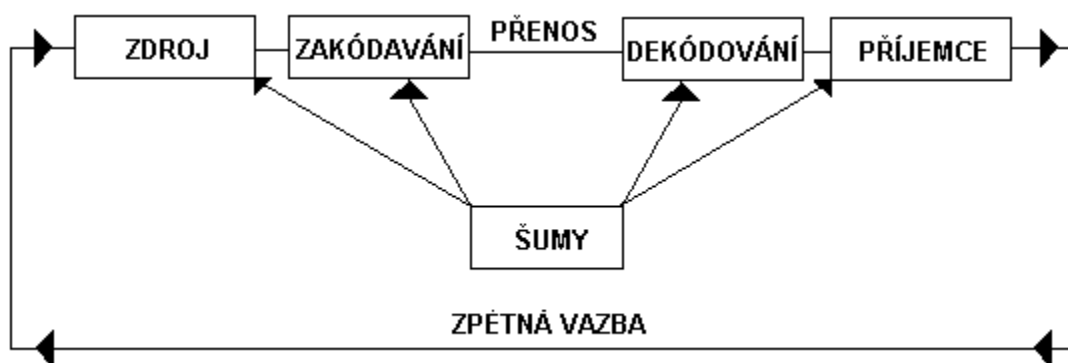 ZDROJ
ZAKÓDAVÁNÍ
PŘENOS
DEKÓDOVÁNÍ
PŘÍJEMCE
ŠUMY
ZPĚTNÁ VAZBA